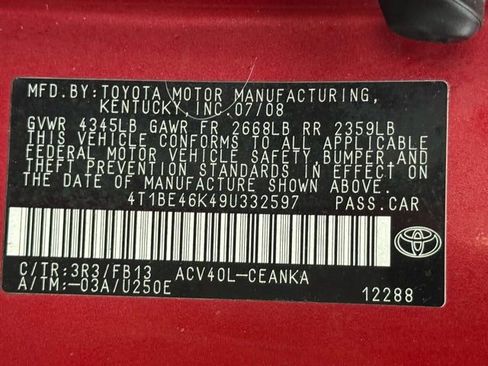 MFD.BY:TOYOTA MOTOR MANUFACTURING,
KENTUCKY,INC.07/08
GVWR 4345LB GAWR FR 2668LB RR 2359LB
THIS VEHICLE CONFORMS TO ALL APPLICABLE
FEDERAL MOTOR VEHICLE SAFETY,BUMPER,AND
THEFT PREVENTION STANDARDS IN EFFECT ON
THE DATE OF MANUFACTURE SHOWN ABOVE.
4T1BE46K49U332597 PASS.CAR
C/TR:3R3/FB13 ACV40L-CEANKA
A/TM:-03A/U250E 12288